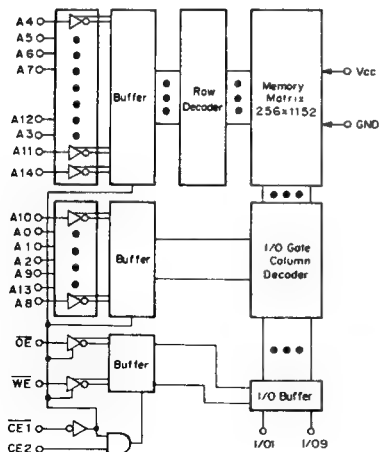 A4
A5
A6
A7
A12
A3
A11
A14
Buffer
Row
Decoder
Memory
Matrix
256×1152
Vcc
GND
A10
A0
A1
A2
A9
A13
A8
Buffer
I/O Gate
Column
Decoder
OE
WE
Buffer
I/O Buffer
CE1
CE2
I/O1
I/O9